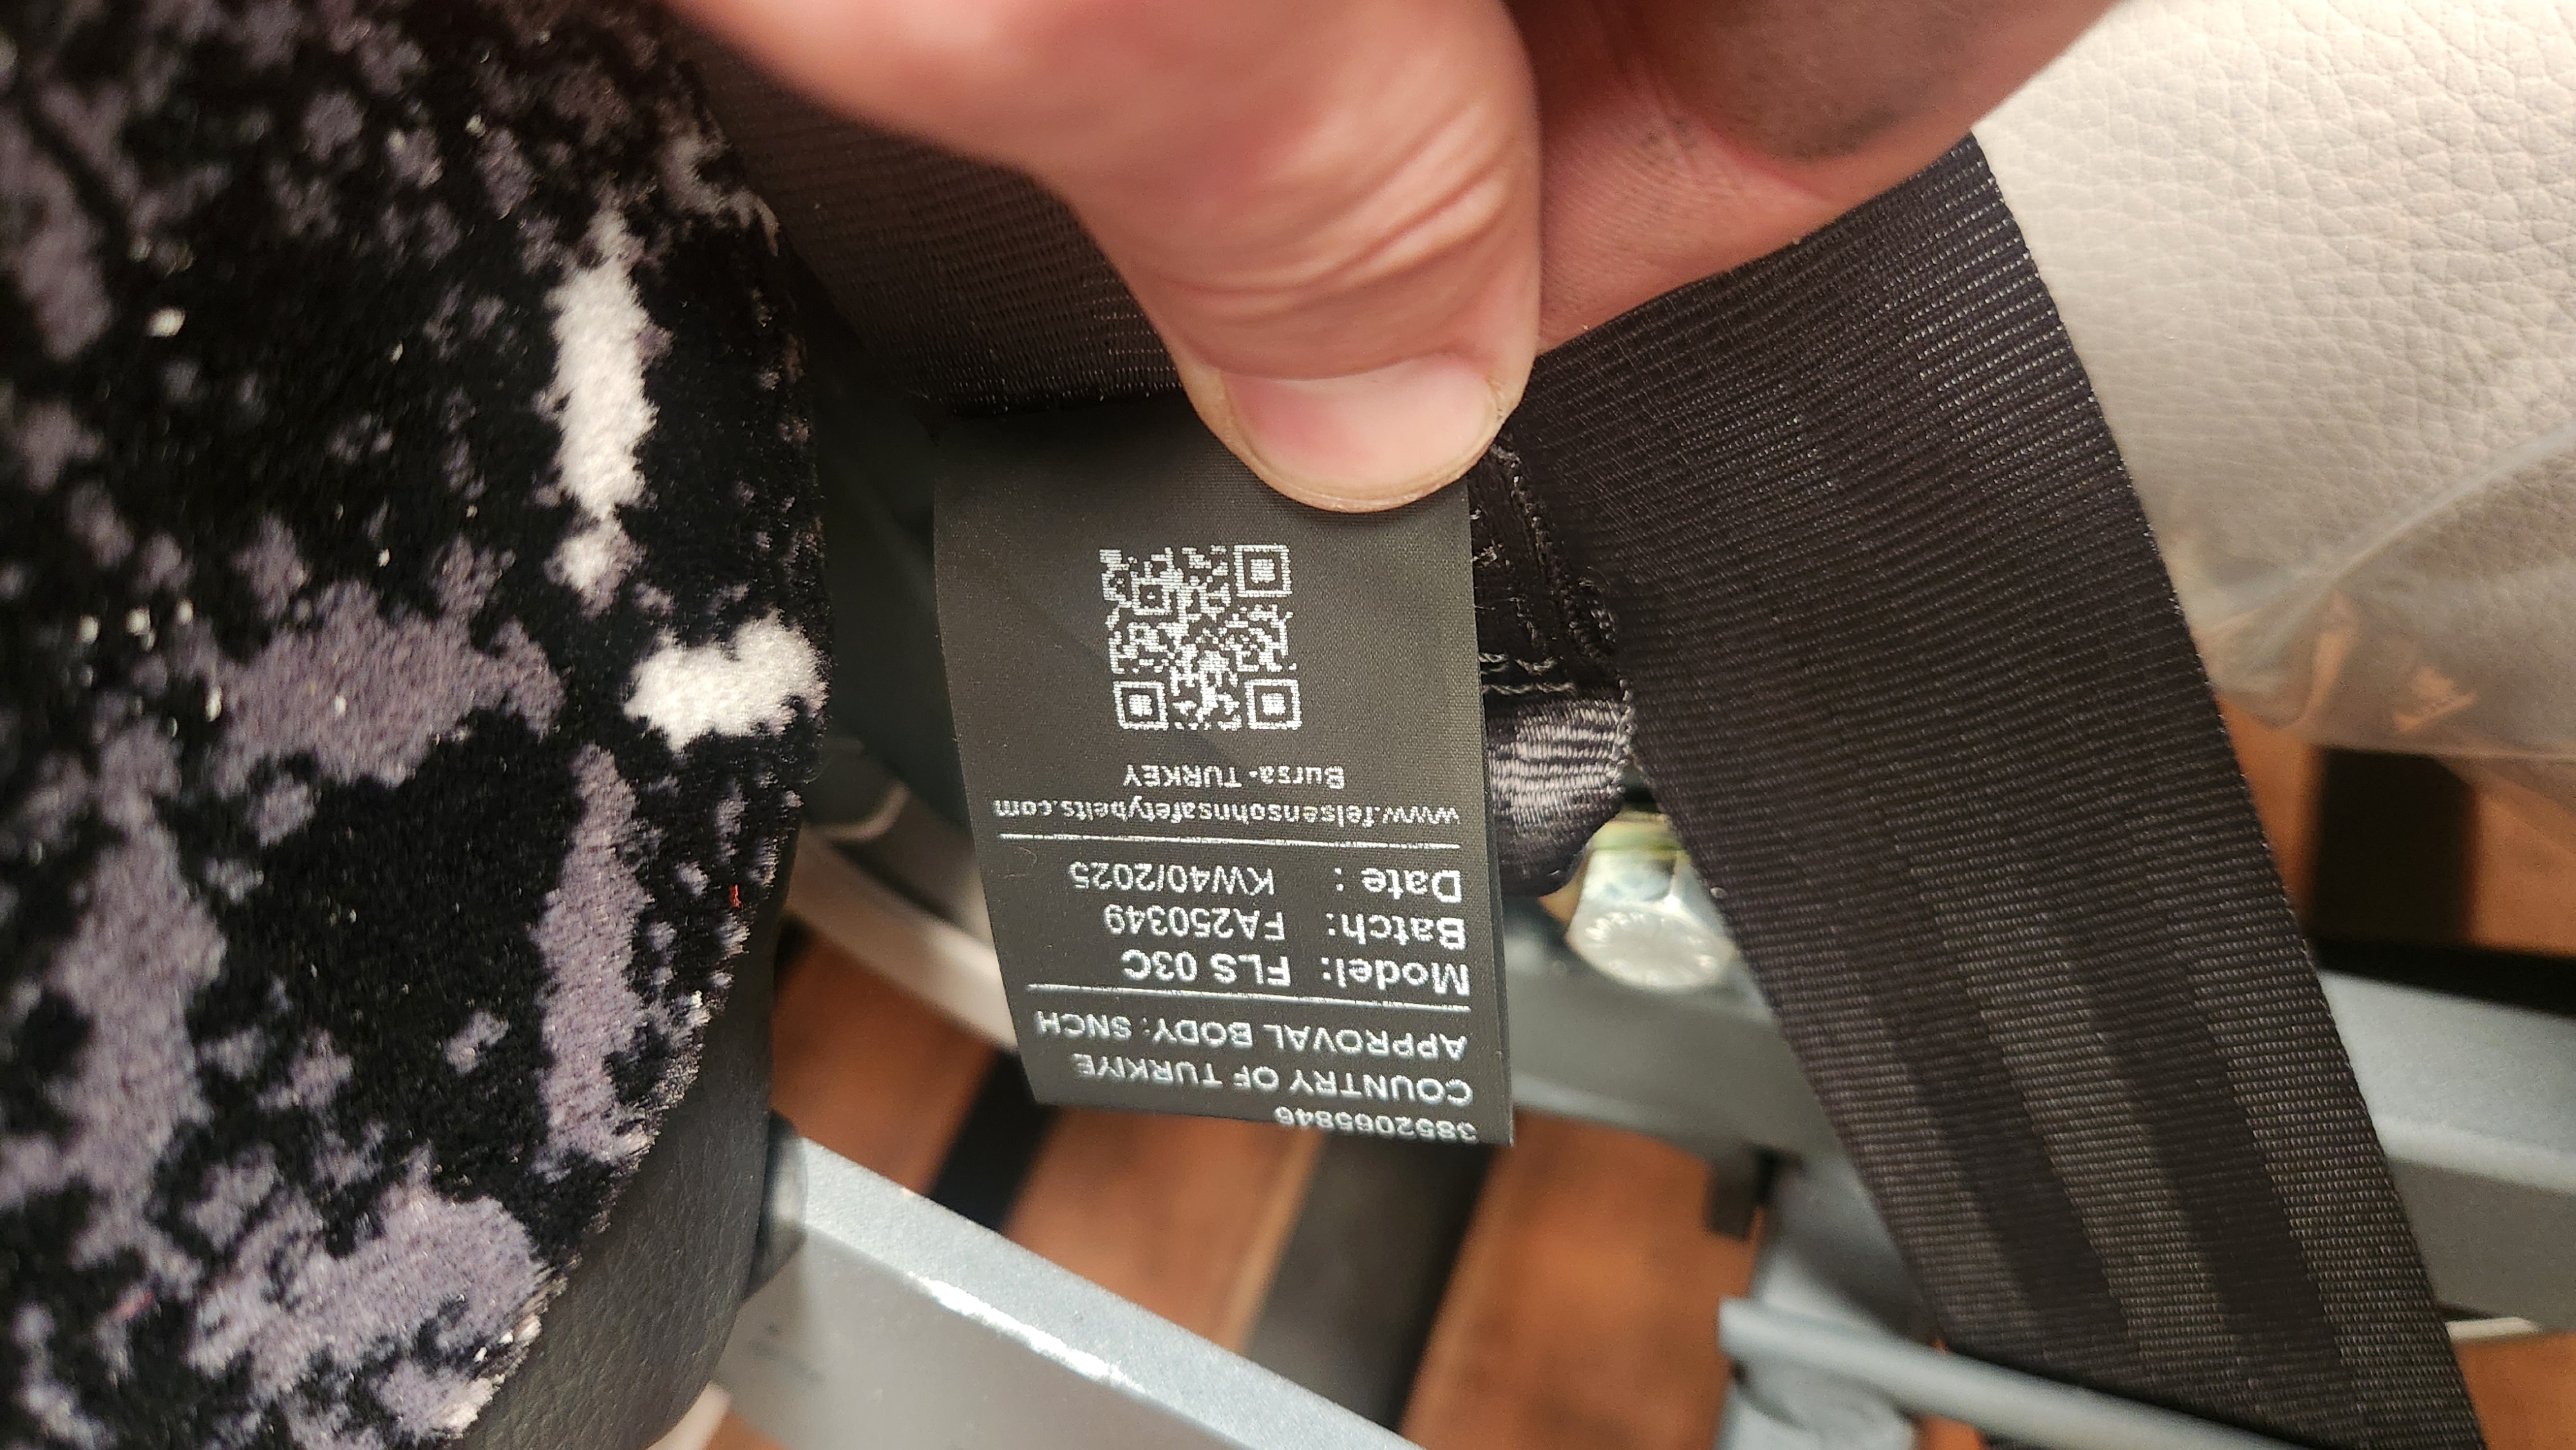 3852065846
COUNTRY OF TURKIYE
APPROVAL BODY: SNCH
Model: FLS 03C
Batch: FA250349
Date : KW40/2025
www.felsensohnsafetybelts.com
Bursa- TURKEY